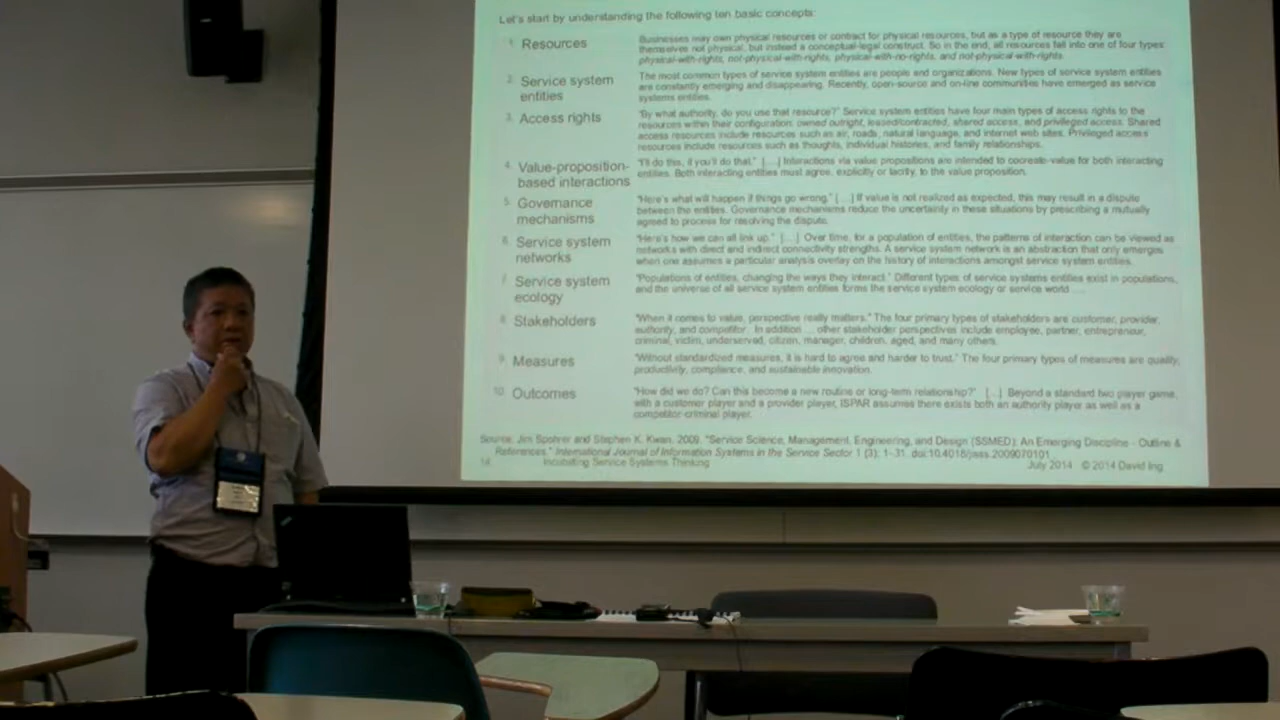 Let's start by understanding the following ten basic concepts:
1. Resources
Businesses may own physical resources or contract for physical resources, but as a type of resource they are
themselves not physical, but instead a conceptual-legal construct. So in the end, all resources fall into one of four types:
physical-with-rights, not-physical-with-rights, physical-with-no-rights, and not-physical-with-rights.
2. Service system
entities
The most common types of service system entities are people and organizations. New types of service system entities
are constantly emerging and disappearing. Recently, open-source and on-line communities have emerged as service
systems entities.
3. Access rights
"By what authority, do you use that resource?" Service system entities have four main types of access rights to the
resources within their configuration: owned outright, leased/contracted, shared access, and privileged access. Shared
access resources include resources such as air, roads, natural language, and internet web sites. Privileged access
resources include resources such as thoughts, individual histories, and family relationships.
4. Value-proposition-
based interactions
"I'll do this, if you'll do that." [....] Interactions via value propositions are intended to cocreate-value for both interacting
entities. Both interacting entities must agree, explicitly or tacitly, to the value proposition.
5. Governance
mechanisms
"Here's what will happen if things go wrong." [....] If value is not realized as expected, this may result in a dispute
between the entities. Governance mechanisms reduce the uncertainty in these situations by prescribing a mutually
agreed to process for resolving the dispute.
6. Service system
networks
"Here's how we can all link up." [....] Over time, for a population of entities, the patterns of interaction can be viewed as
networks with direct and indirect connectivity strengths. A service system network is an abstraction that only emerges
when one assumes a particular analysis overlay on the history of interactions amongst service system entities.
7. Service system
ecology
"Populations of entities, changing the ways they interact." Different types of service systems entities exist in populations,
and the universe of all service system entities forms the service system ecology or service world ....
8. Stakeholders
"When it comes to value, perspective really matters." The four primary types of stakeholders are customer, provider,
authority, and competitor. In addition ... other stakeholder perspectives include employee, partner, entrepreneur,
criminal, victim, underserved, citizen, manager, children, aged, and many others.
9. Measures
"Without standardized measures, it is hard to agree and harder to trust." The four primary types of measures are quality,
productivity, compliance, and sustainable innovation.
10. Outcomes
"How did we do? Can this become a new routine or long-term relationship?" [...] Beyond a standard two player game,
with a customer player and a provider player, ISPAR assumes there exists both an authority player as well as a
competitor-criminal player.
Source: Jim Spohrer and Stephen K. Kwan. 2009. "Service Science, Management, Engineering, and Design (SSMED): An Emerging Discipline - Outline &
References." International Journal of Information Systems in the Service Sector 1 (3): 1-31. doi:10.4018/jisss.2009070101.
14 Incubating Service Systems Thinking July 2014 © 2014 David Ing